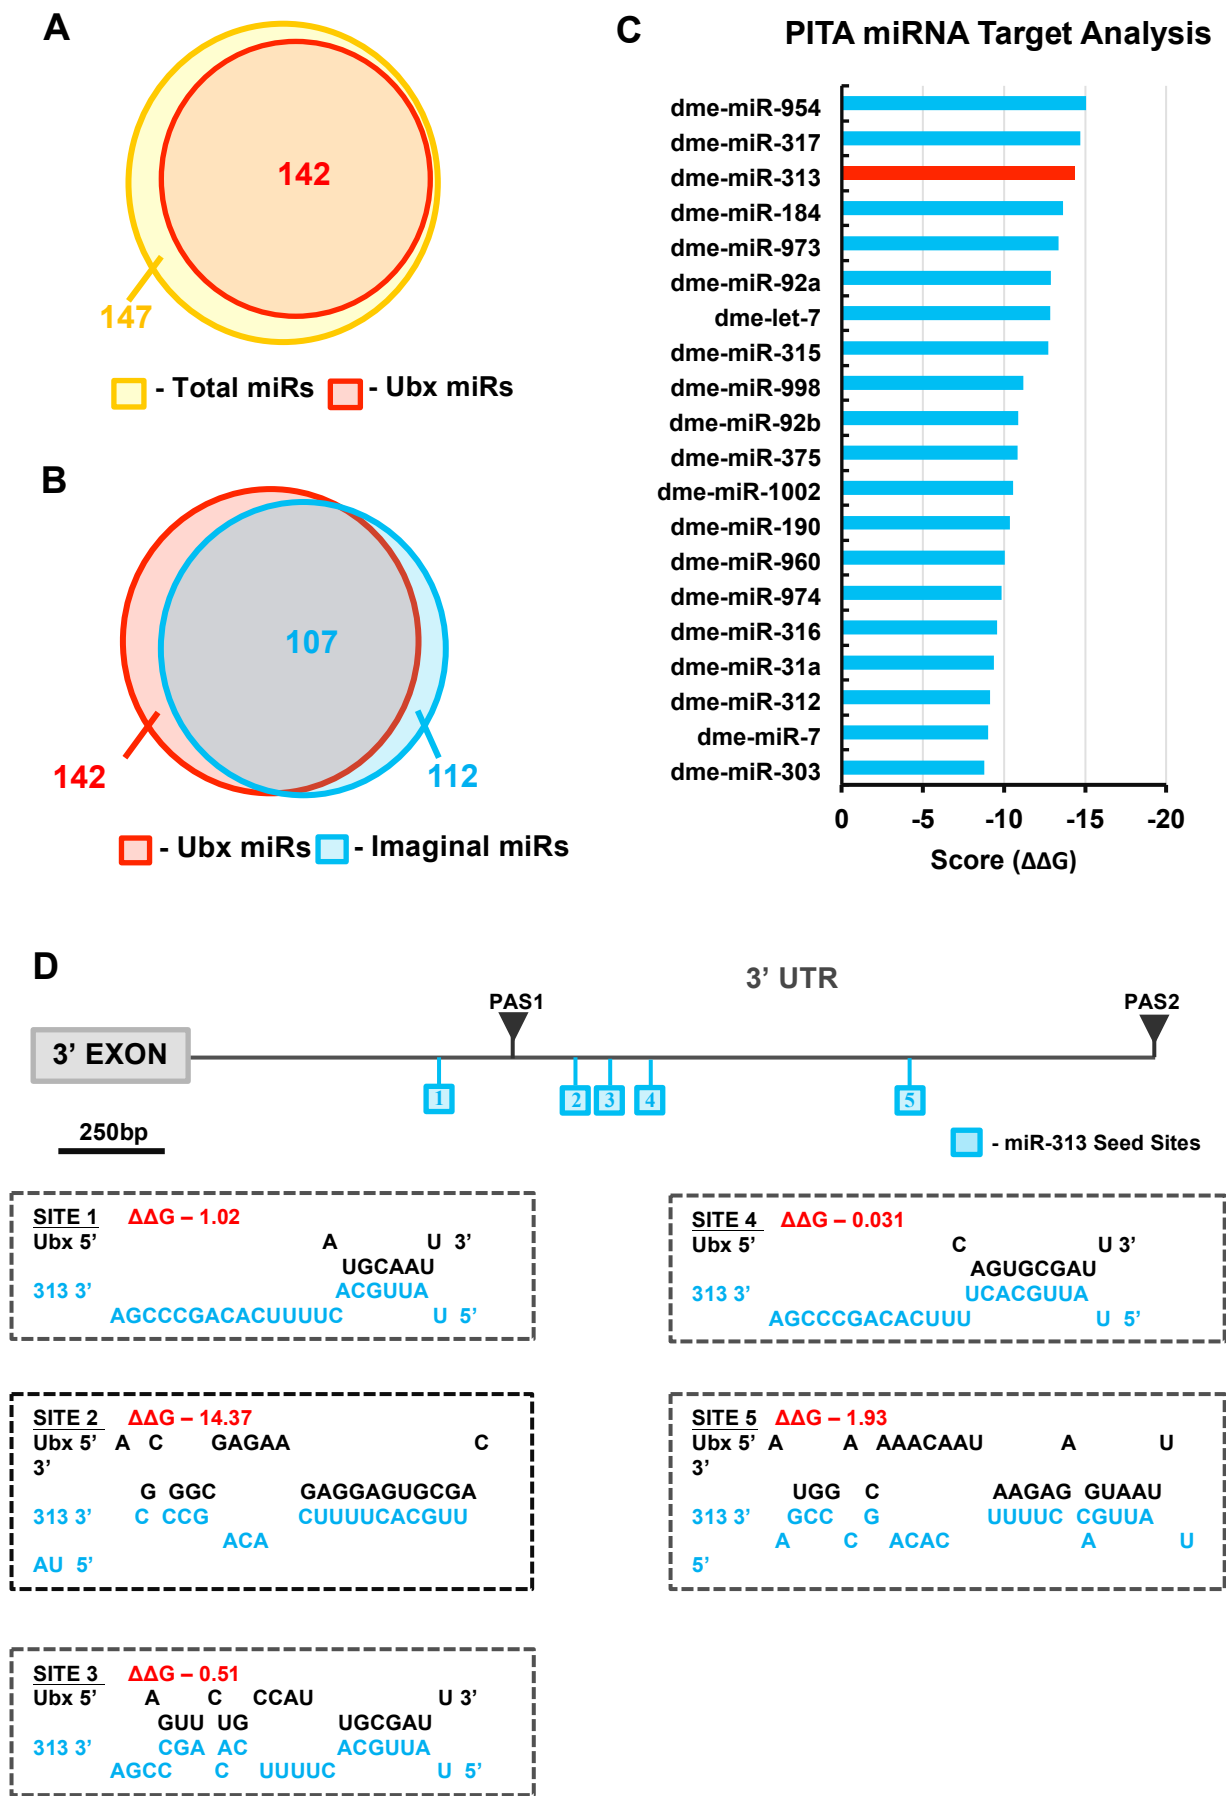 A
142
147
- Total miRs - Ubx miRs
B
107
142
112
- Ubx miRs - Imaginal miRs
C
PITA miRNA Target Analysis
dme-miR-954
dme-miR-317
dme-miR-313
dme-miR-184
dme-miR-973
dme-miR-92a
dme-let-7
dme-miR-315
dme-miR-998
dme-miR-92b
dme-miR-375
dme-miR-1002
dme-miR-190
dme-miR-960
dme-miR-974
dme-miR-316
dme-miR-31a
dme-miR-312
dme-miR-7
dme-miR-303
0 -5 -10 -15 -20
Score (ΔΔG)
D
3’ UTR
PAS1 PAS2
3’ EXON
1 2 3 4 5
250bp
- miR-313 Seed Sites
SITE 1 ΔΔG – 1.02
Ubx 5’ A U 3’
UGCAAU
313 3’ ACGUUA
AGCCCGACACUUUUC U 5’
SITE 4 ΔΔG – 0.031
Ubx 5’ C U 3’
AGUGCGAU
313 3’ UCACGUUA
AGCCCGACACUUU U 5’
SITE 2 ΔΔG – 14.37
Ubx 5’ A C GAGAA C
3’
G GGC GAGGAGUGCGA
313 3’ C CCG CUUUUCACGUU
ACA
AU 5’
SITE 5 ΔΔG – 1.93
Ubx 5’ A A AAACAAU A U
3’
UGG C AAGAG GUAAU
313 3’ GCC G UUUUC CGUUA
A C ACAC A U
5’
SITE 3 ΔΔG – 0.51
Ubx 5’ A C CCAU U 3’
GUU UG UGCGAU
313 3’ CGA AC ACGUUA
AGCC C UUUUC U 5’